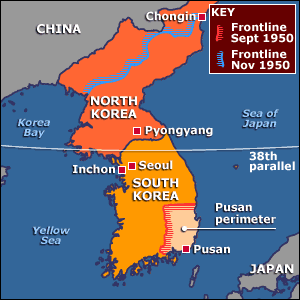 CHINA
Chongin
KEY
Frontline
Sept 1950
Frontline
Nov 1950
NORTH
KOREA
Korea
Bay
Pyongyang
Sea of
Japan
38th
parallel
Inchon
Seoul
SOUTH
KOREA
Pusan
perimeter
Yellow
Sea
Pusan
JAPAN